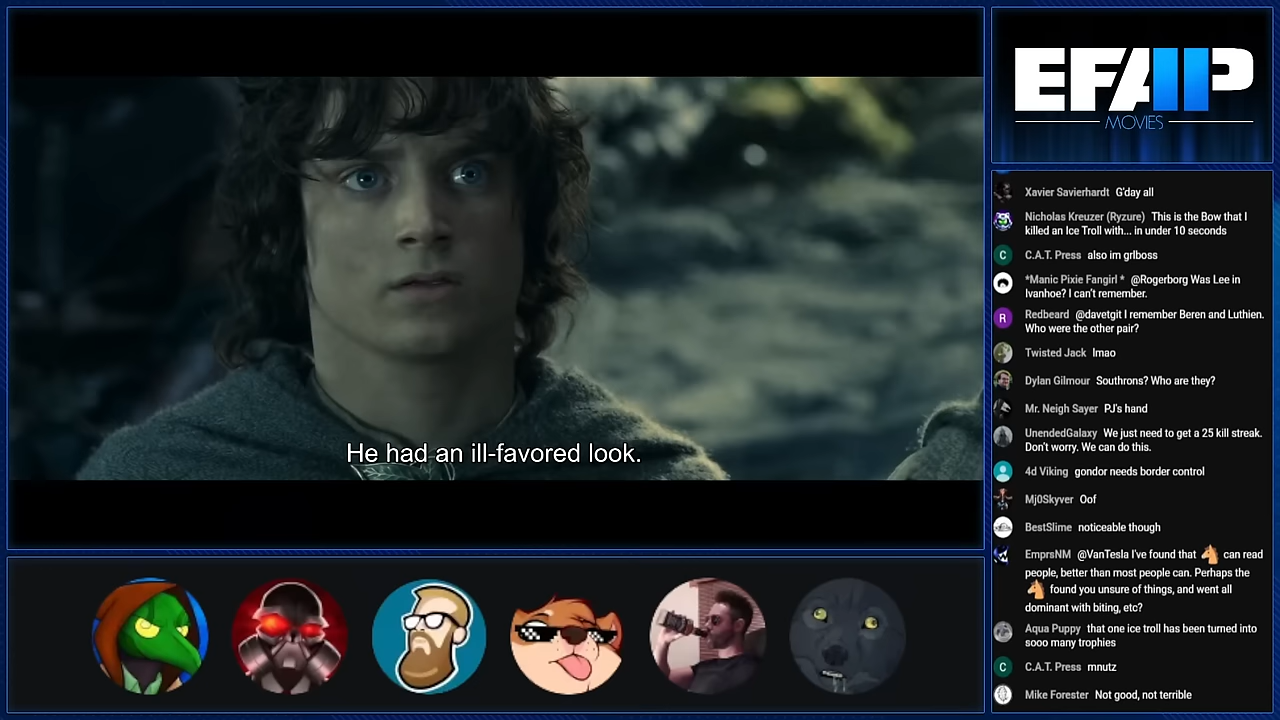 He had an ill-favored look.
EFAP
MOVIES
Xavier Savierhardt G'day all
Nicholas Kreuzer (Ryzure) This is the Bow that I
killed an Ice Troll with... in under 10 seconds
C C.A.T. Press also im grlboss
*Manic Pixie Fangirl * @Rogerborg Was Lee in
Ivanhoe? I can't remember.
R Redbeard @davetgit I remember Beren and Luthien.
Who were the other pair?
Twisted Jack lmao
Dylan Gilmour Southrons? Who are they?
Mr. Neigh Sayer PJ's hand
UnendedGalaxy We just need to get a 25 kill streak.
Don't worry. We can do this.
4d Viking gondor needs border control
Mj0Skyver Oof
BestSlime noticeable though
EmprsNM @VanTesla I've found that 🐴 can read
people, better than most people can. Perhaps the
🐴 found you unsure of things, and went all
dominant with biting, etc?
Aqua Puppy that one ice troll has been turned into
sooo many trophies
C C.A.T. Press mnutz
Mike Forester Not good, not terrible